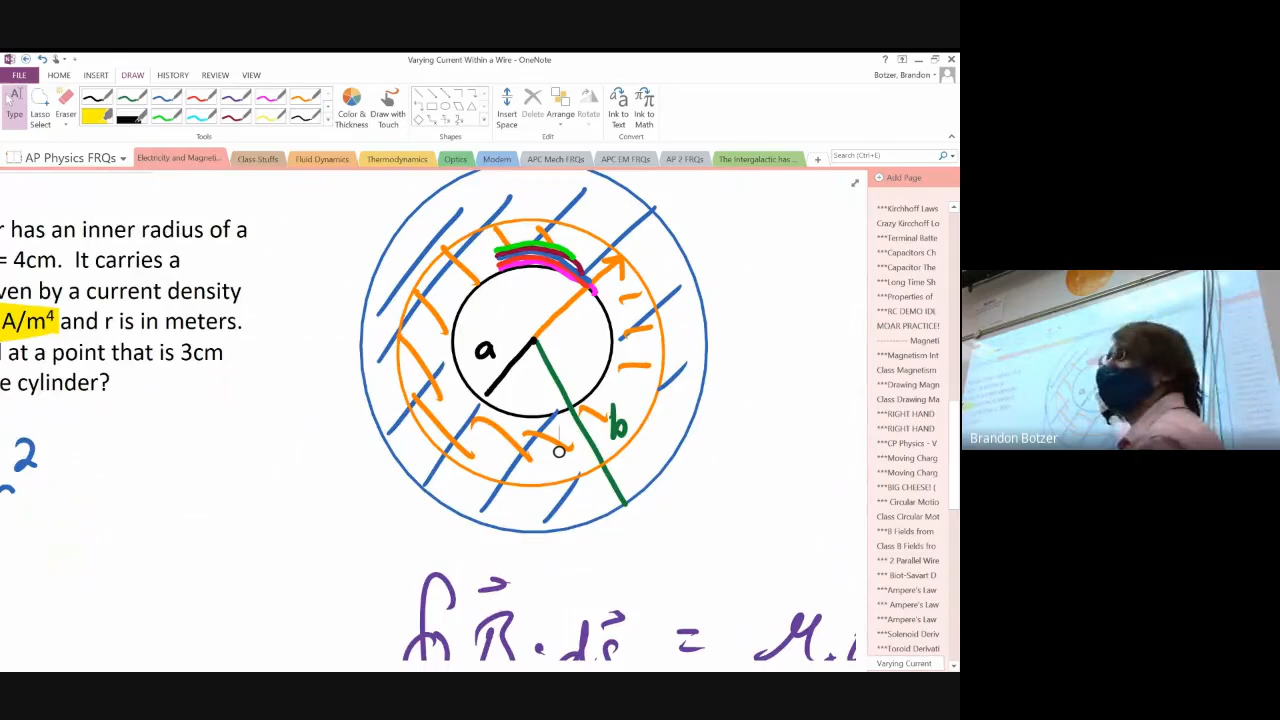 Varying Current Within a Wire - OneNote
FILE HOME INSERT DRAW HISTORY REVIEW VIEW
Botzer, Brandon
Type
Lasso Select
Eraser
Color & Thickness
Draw with Touch
Insert Space
Delete
Arrange
Rotate
Ink to Text
Ink to Math
Tools
Shapes
Edit
Convert
AP Physics FRQs
Electricity and Magneti...
Class Stuffs
Fluid Dynamics
Thermodynamics
Optics
Modern
APC Mech FRQs
APC EM FRQs
AP 2 FRQs
The Intergalactic has ...
Search (Ctrl+E)
Add Page
r has an inner radius of a
= 4cm. It carries a
ven by a current density
A/m⁴ and r is in meters.
at a point that is 3cm
e cylinder?
2
a
b
∮ B⃗ · ds⃗ = μ.
***Kirchhoff Laws
Crazy Kircchoff Lo
***Terminal Batte
***Capacitors Ch
***Capacitor The
***Long Time Sh
***Properties of
***RC DEMO IDL
MOAR PRACTICE!
---------- Magneti
***Magnetism Int
Class Magnetism
***Drawing Magn
Class Drawing Ma
***RIGHT HAND
***RIGHT HAND
***CP Physics - V
***Moving Charg
***Moving Charg
***BIG CHEESE! (
*** Circular Motio
Class Circular Mot
***B Fields from
Class B Fields fro
*** 2 Parallel Wire
*** Biot-Savart D
***Ampere's Law
*** Ampere's Law
***Ampere's Law
***Solenoid Deriv
***Toroid Derivati
Varying Current
Brandon Botzer